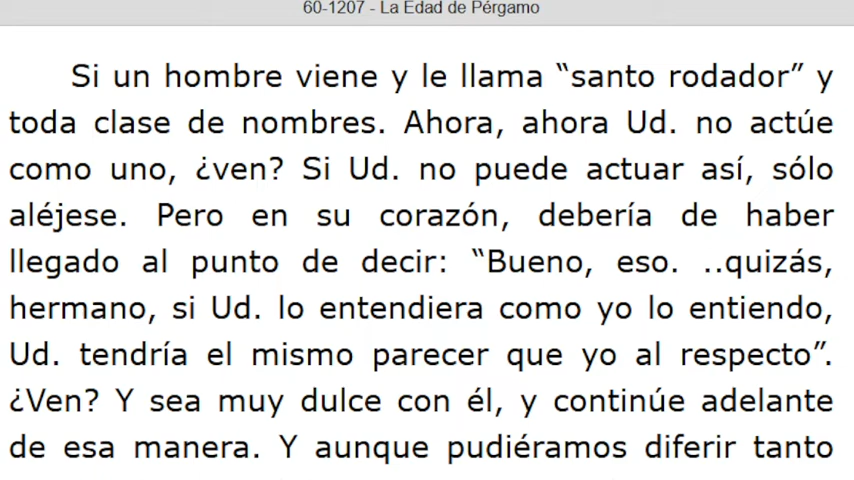 60-1207 - La Edad de Pérgamo
Si un hombre viene y le llama “santo rodador” y
toda clase de nombres. Ahora, ahora Ud. no actúe
como uno, ¿ven? Si Ud. no puede actuar así, sólo
aléjese. Pero en su corazón, debería de haber
llegado al punto de decir: “Bueno, eso. ..quizás,
hermano, si Ud. lo entendiera como yo lo entiendo,
Ud. tendría el mismo parecer que yo al respecto”.
¿Ven? Y sea muy dulce con él, y continúe adelante
de esa manera. Y aunque pudiéramos diferir tanto